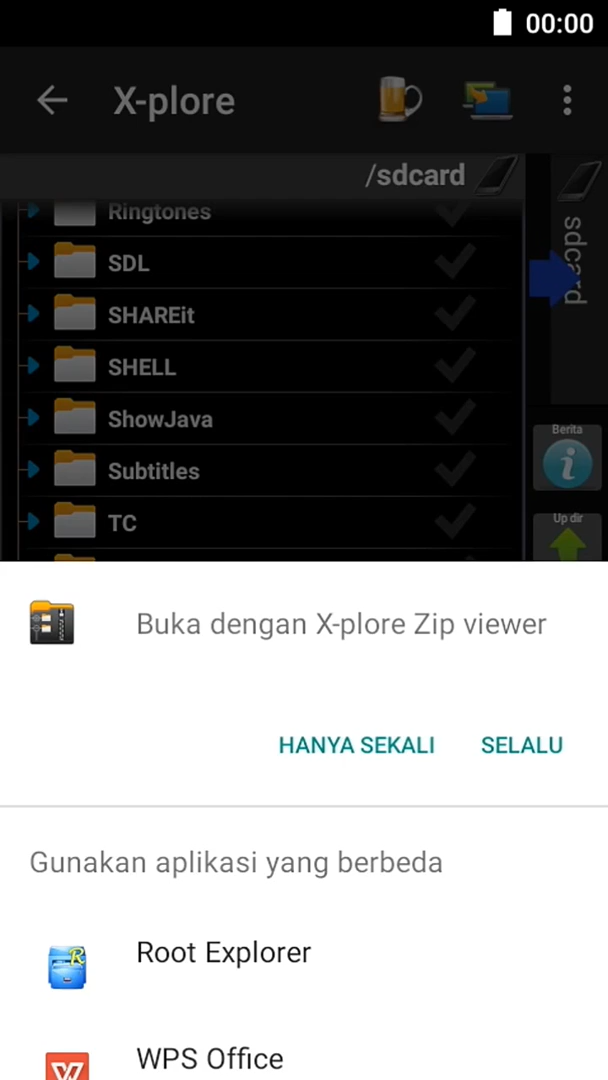 00:00
X-plore
/sdcard
Ringtones
SDL
SHAREit
SHELL
ShowJava
Subtitles
TC
sdcard
Berita
Up dir
Buka dengan X-plore Zip viewer
HANYA SEKALI
SELALU
Gunakan aplikasi yang berbeda
Root Explorer
WPS Office